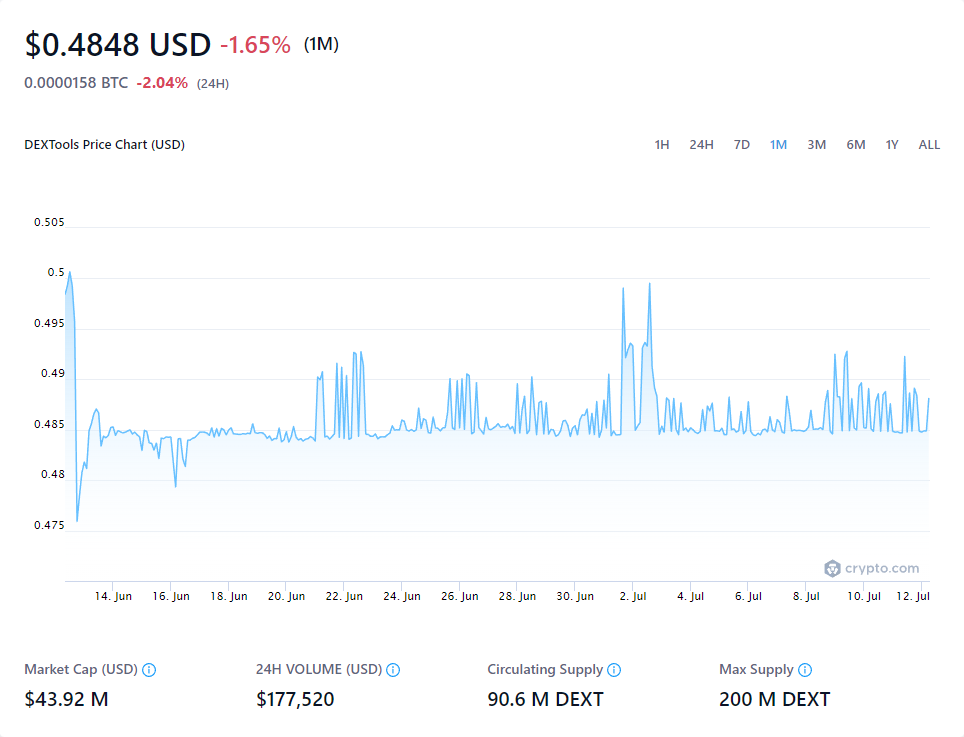 $0.4848 USD -1.65% (1M)
0.0000158 BTC -2.04% (24H)
DEXTools Price Chart (USD) 1H 24H 7D 1M 3M 6M 1Y ALL
0.505
0.5
0.495
0.49
0.485
0.48
0.475
crypto.com
14. Jun 16. Jun 18. Jun 20. Jun 22. Jun 24. Jun 26. Jun 28. Jun 30. Jun 2. Jul 4. Jul 6. Jul 8. Jul 10. Jul 12. Jul
Market Cap (USD) 24H VOLUME (USD) Circulating Supply Max Supply
$43.92 M $177,520 90.6 M DEXT 200 M DEXT